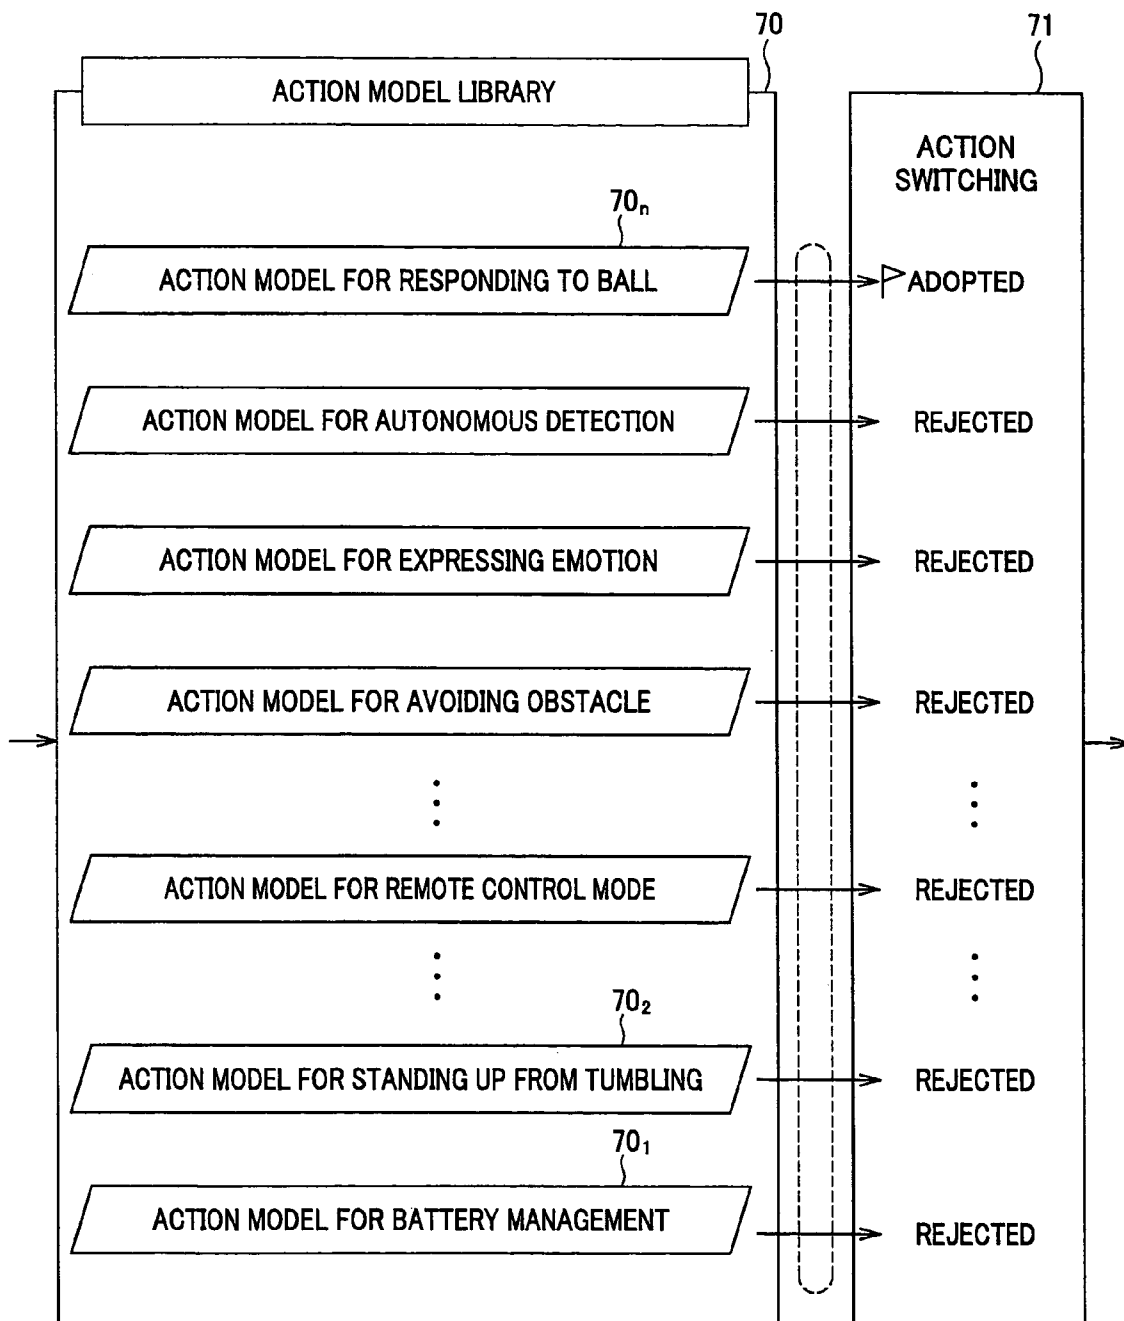 70
71
ACTION MODEL LIBRARY
ACTION
SWITCHING
70n
ACTION MODEL FOR RESPONDING TO BALL
ADOPTED
ACTION MODEL FOR AUTONOMOUS DETECTION
REJECTED
ACTION MODEL FOR EXPRESSING EMOTION
REJECTED
ACTION MODEL FOR AVOIDING OBSTACLE
REJECTED
ACTION MODEL FOR REMOTE CONTROL MODE
REJECTED
70₂
ACTION MODEL FOR STANDING UP FROM TUMBLING
REJECTED
70₁
ACTION MODEL FOR BATTERY MANAGEMENT
REJECTED